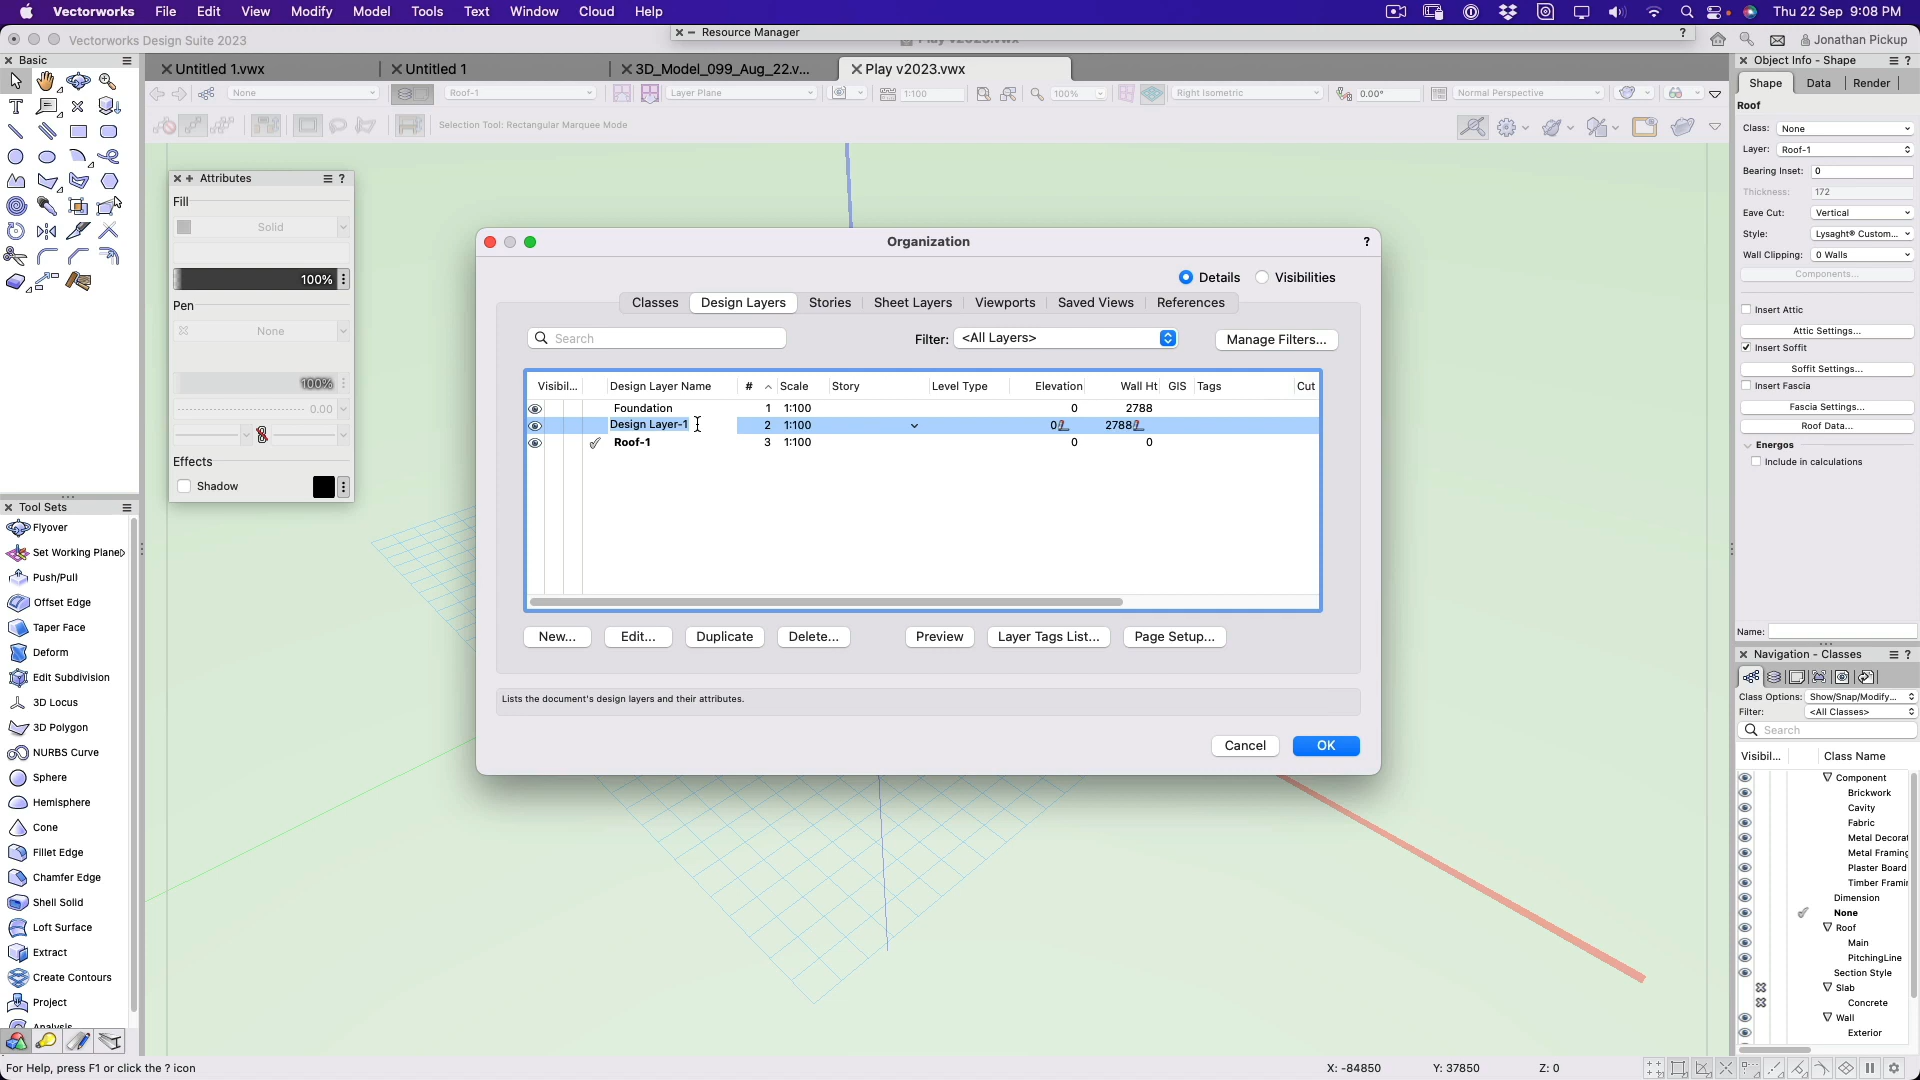 Vectorworks File Edit View Modify Model Tools Text Window Cloud Help
Thu 22 Sep 9:08 PM
Vectorworks Design Suite 2023
Resource Manager
?
Jonathan Pickup
Basic
Untitled 1.vwx
Untitled 1
3D_Model_099_Aug_22.v...
Play v2023.vwx
None
Roof-1
Layer Plane
1:100
100%
Right Isometric
0.00°
Normal Perspective
Selection Tool: Rectangular Marquee Mode
Attributes
?
Fill
Solid
100%
Pen
None
100%
0.00
Effects
Shadow
Tool Sets
Flyover
Set Working Plane
Push/Pull
Offset Edge
Taper Face
Deform
Edit Subdivision
3D Locus
3D Polygon
NURBS Curve
Sphere
Hemisphere
Cone
Fillet Edge
Chamfer Edge
Shell Solid
Loft Surface
Extract
Create Contours
Project
Analysis
Organization
?
Details Visibilities
Classes Design Layers Stories Sheet Layers Viewports Saved Views References
Search
Filter: <All Layers>
Manage Filters...
Visibil... Design Layer Name # Scale Story Level Type Elevation Wall Ht GIS Tags Cut
Foundation 1 1:100 0 2788
Design Layer-1 2 1:100 0 2788
Roof-1 3 1:100 0 0
New... Edit... Duplicate Delete... Preview Layer Tags List... Page Setup...
Lists the document's design layers and their attributes.
Cancel OK
Object Info - Shape
?
Shape Data Render
Roof
Class: None
Layer: Roof-1
Bearing Inset: 0
Thickness: 172
Eave Cut: Vertical
Style: Lysaght® Custom...
Wall Clipping: 0 Walls
Components...
Insert Attic
Attic Settings...
Insert Soffit
Soffit Settings...
Insert Fascia
Fascia Settings...
Roof Data...
Energos
Include in calculations
Name:
Navigation - Classes
?
Class Options: Show/Snap/Modify...
Filter: <All Classes>
Search
Visibil... Class Name
Component
Brickwork
Cavity
Fabric
Metal Decorat
Metal Framing
Plaster Board
Timber Framin
Dimension
None
Roof
Main
PitchingLine
Section Style
Slab
Concrete
Wall
Exterior
For Help, press F1 or click the ? icon
X: -84850 Y: 37850 Z: 0